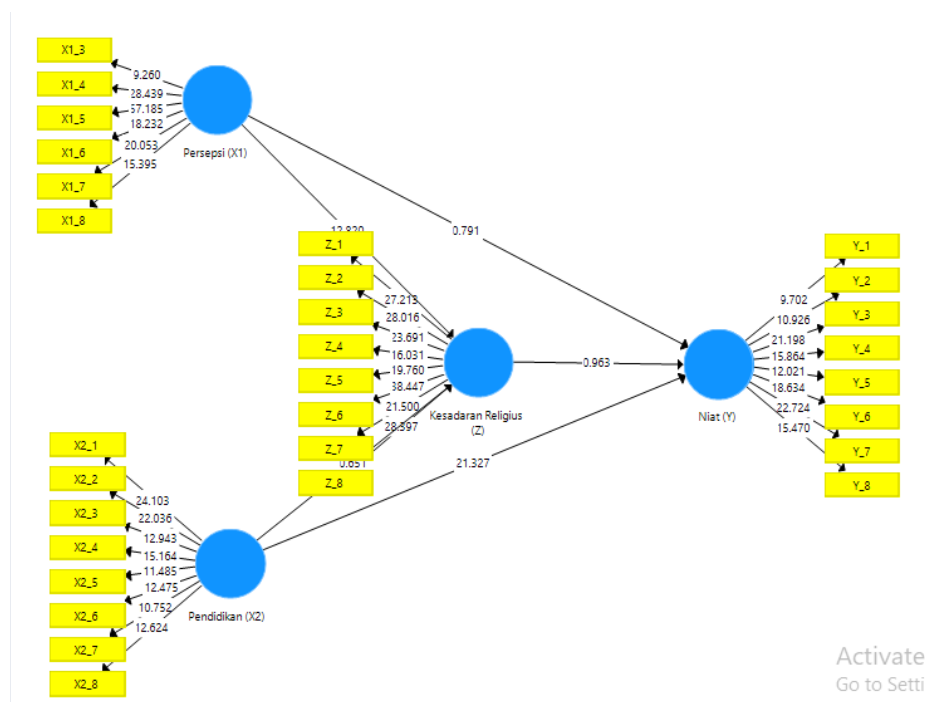 X1_3
X1_4
X1_5
X1_6
X1_7
X1_8
9.260
28.439
57.185
18.232
20.053
15.395
Persepsi (X1)
12.820
0.791
Z_1
Z_2
Z_3
Z_4
Z_5
Z_6
Z_7
Z_8
27.213
28.016
23.691
16.031
19.760
38.447
21.500
28.597
0.651
Kesadaran Religius
(Z)
0.963
21.327
Niat (Y)
9.702
10.926
21.198
15.864
12.021
18.634
22.724
15.470
Y_1
Y_2
Y_3
Y_4
Y_5
Y_6
Y_7
Y_8
X2_1
X2_2
X2_3
X2_4
X2_5
X2_6
X2_7
X2_8
24.103
22.036
12.943
15.164
11.485
12.475
10.752
12.624
Pendidikan (X2)
Activate
Go to Setti